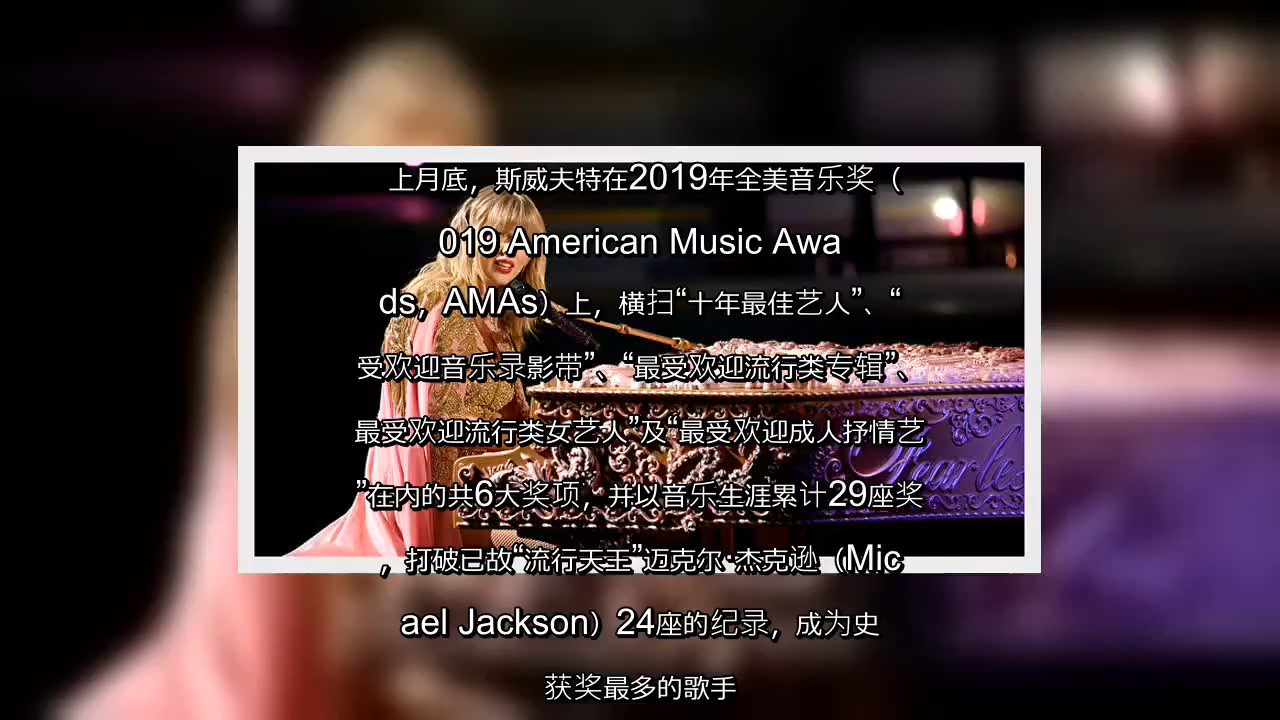 上月底，斯威夫特在2019年全美音乐奖（
019 American Music Awa
ds，AMAs）上，横扫“十年最佳艺人”、“
受欢迎音乐录影带”、“最受欢迎流行类专辑”、
最受欢迎流行类女艺人”及“最受欢迎成人抒情艺
”在内的共6大奖项，并以音乐生涯累计29座奖
，打破已故“流行天王”迈克尔·杰克逊（Mic
ael Jackson）24座的纪录，成为史
获奖最多的歌手
Fearles